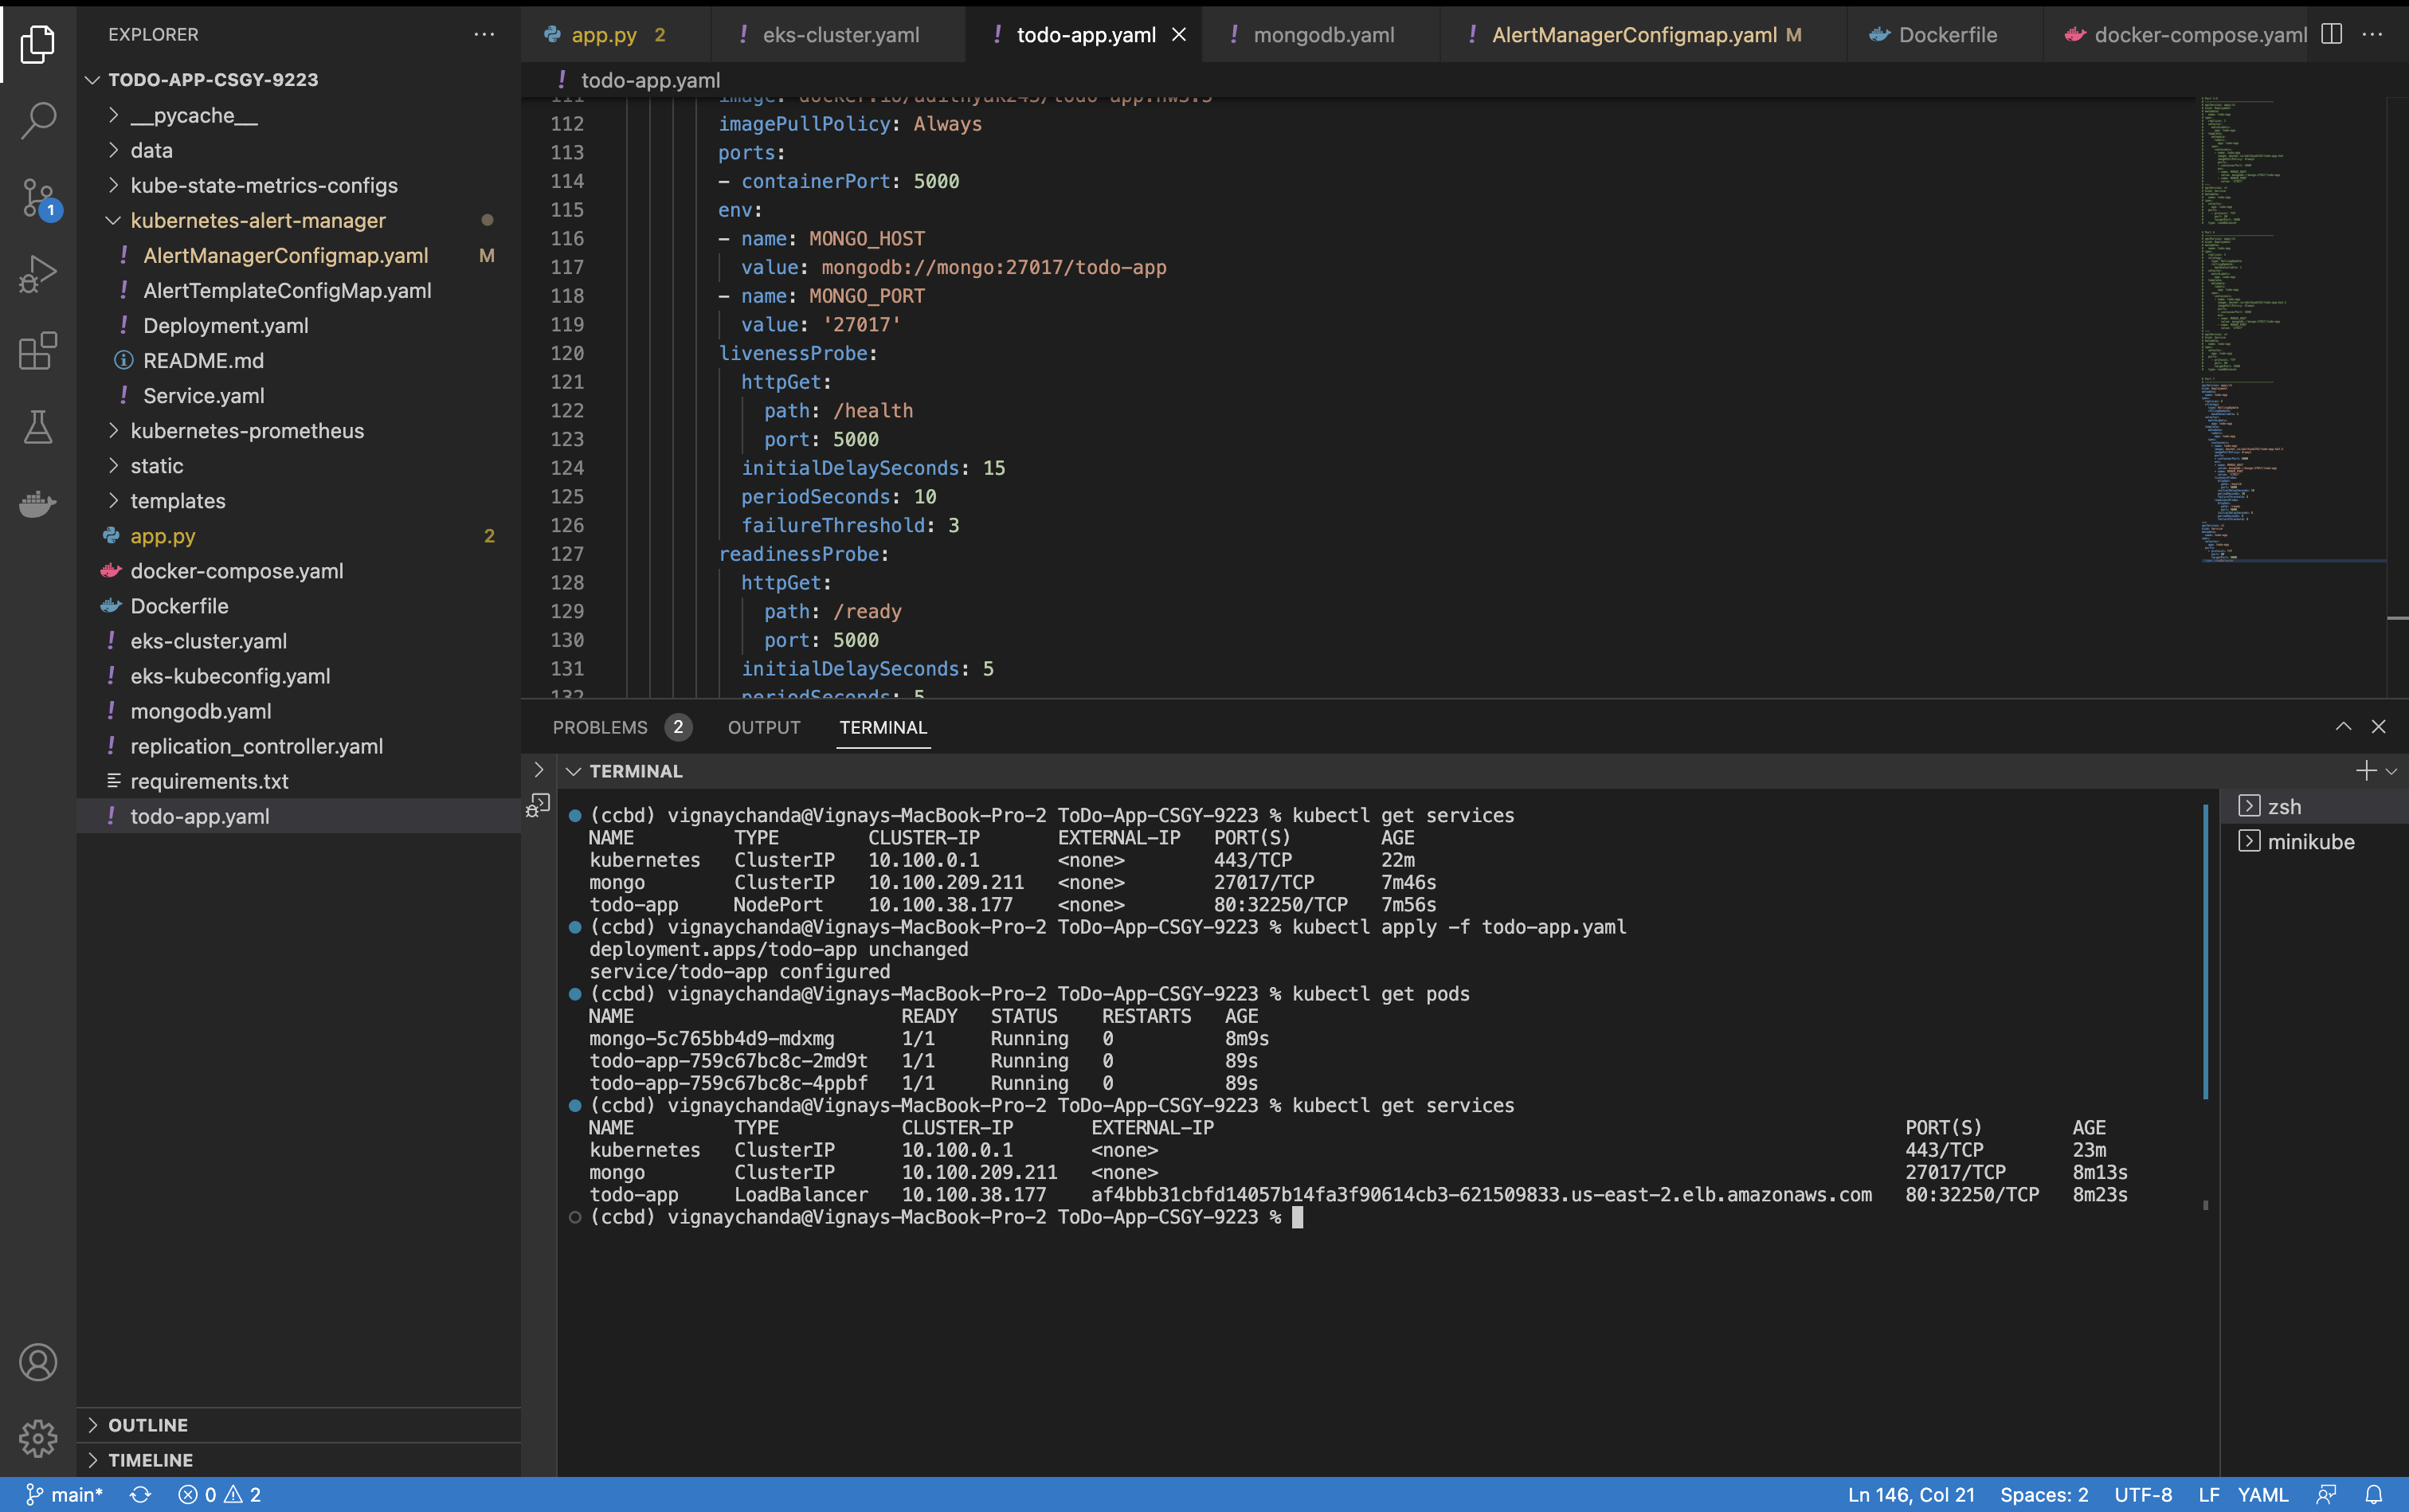 EXPLORER
TODO-APP-CSGY-9223
__pycache__
data
kube-state-metrics-configs
kubernetes-alert-manager
! AlertManagerConfigmap.yaml M
! AlertTemplateConfigMap.yaml
! Deployment.yaml
README.md
! Service.yaml
kubernetes-prometheus
static
templates
app.py 2
docker-compose.yaml
Dockerfile
! eks-cluster.yaml
! eks-kubeconfig.yaml
! mongodb.yaml
! replication_controller.yaml
requirements.txt
! todo-app.yaml
OUTLINE
TIMELINE
1
app.py 2 ! eks-cluster.yaml ! todo-app.yaml ! mongodb.yaml ! AlertManagerConfigmap.yaml M Dockerfile docker-compose.yaml
! todo-app.yaml
112 imagePullPolicy: Always
113 ports:
114 - containerPort: 5000
115 env:
116 - name: MONGO_HOST
117 value: mongodb://mongo:27017/todo-app
118 - name: MONGO_PORT
119 value: '27017'
120 livenessProbe:
121 httpGet:
122 path: /health
123 port: 5000
124 initialDelaySeconds: 15
125 periodSeconds: 10
126 failureThreshold: 3
127 readinessProbe:
128 httpGet:
129 path: /ready
130 port: 5000
131 initialDelaySeconds: 5
132 periodSeconds: 5
PROBLEMS 2 OUTPUT TERMINAL
TERMINAL
(ccbd) vignaychanda@Vignays-MacBook-Pro-2 ToDo-App-CSGY-9223 % kubectl get services
NAME TYPE CLUSTER-IP EXTERNAL-IP PORT(S) AGE
kubernetes ClusterIP 10.100.0.1 <none> 443/TCP 22m
mongo ClusterIP 10.100.209.211 <none> 27017/TCP 7m46s
todo-app NodePort 10.100.38.177 <none> 80:32250/TCP 7m56s
(ccbd) vignaychanda@Vignays-MacBook-Pro-2 ToDo-App-CSGY-9223 % kubectl apply -f todo-app.yaml
deployment.apps/todo-app unchanged
service/todo-app configured
(ccbd) vignaychanda@Vignays-MacBook-Pro-2 ToDo-App-CSGY-9223 % kubectl get pods
NAME READY STATUS RESTARTS AGE
mongo-5c765bb4d9-mdxmg 1/1 Running 0 8m9s
todo-app-759c67bc8c-2md9t 1/1 Running 0 89s
todo-app-759c67bc8c-4ppbf 1/1 Running 0 89s
(ccbd) vignaychanda@Vignays-MacBook-Pro-2 ToDo-App-CSGY-9223 % kubectl get services
NAME TYPE CLUSTER-IP EXTERNAL-IP PORT(S) AGE
kubernetes ClusterIP 10.100.0.1 <none> 443/TCP 23m
mongo ClusterIP 10.100.209.211 <none> 27017/TCP 8m13s
todo-app LoadBalancer 10.100.38.177 af4bbb31cbfd14057b14fa3f90614cb3-621509833.us-east-2.elb.amazonaws.com 80:32250/TCP 8m23s
(ccbd) vignaychanda@Vignays-MacBook-Pro-2 ToDo-App-CSGY-9223 %
zsh
minikube
main* 0 2 Ln 146, Col 21 Spaces: 2 UTF-8 LF YAML